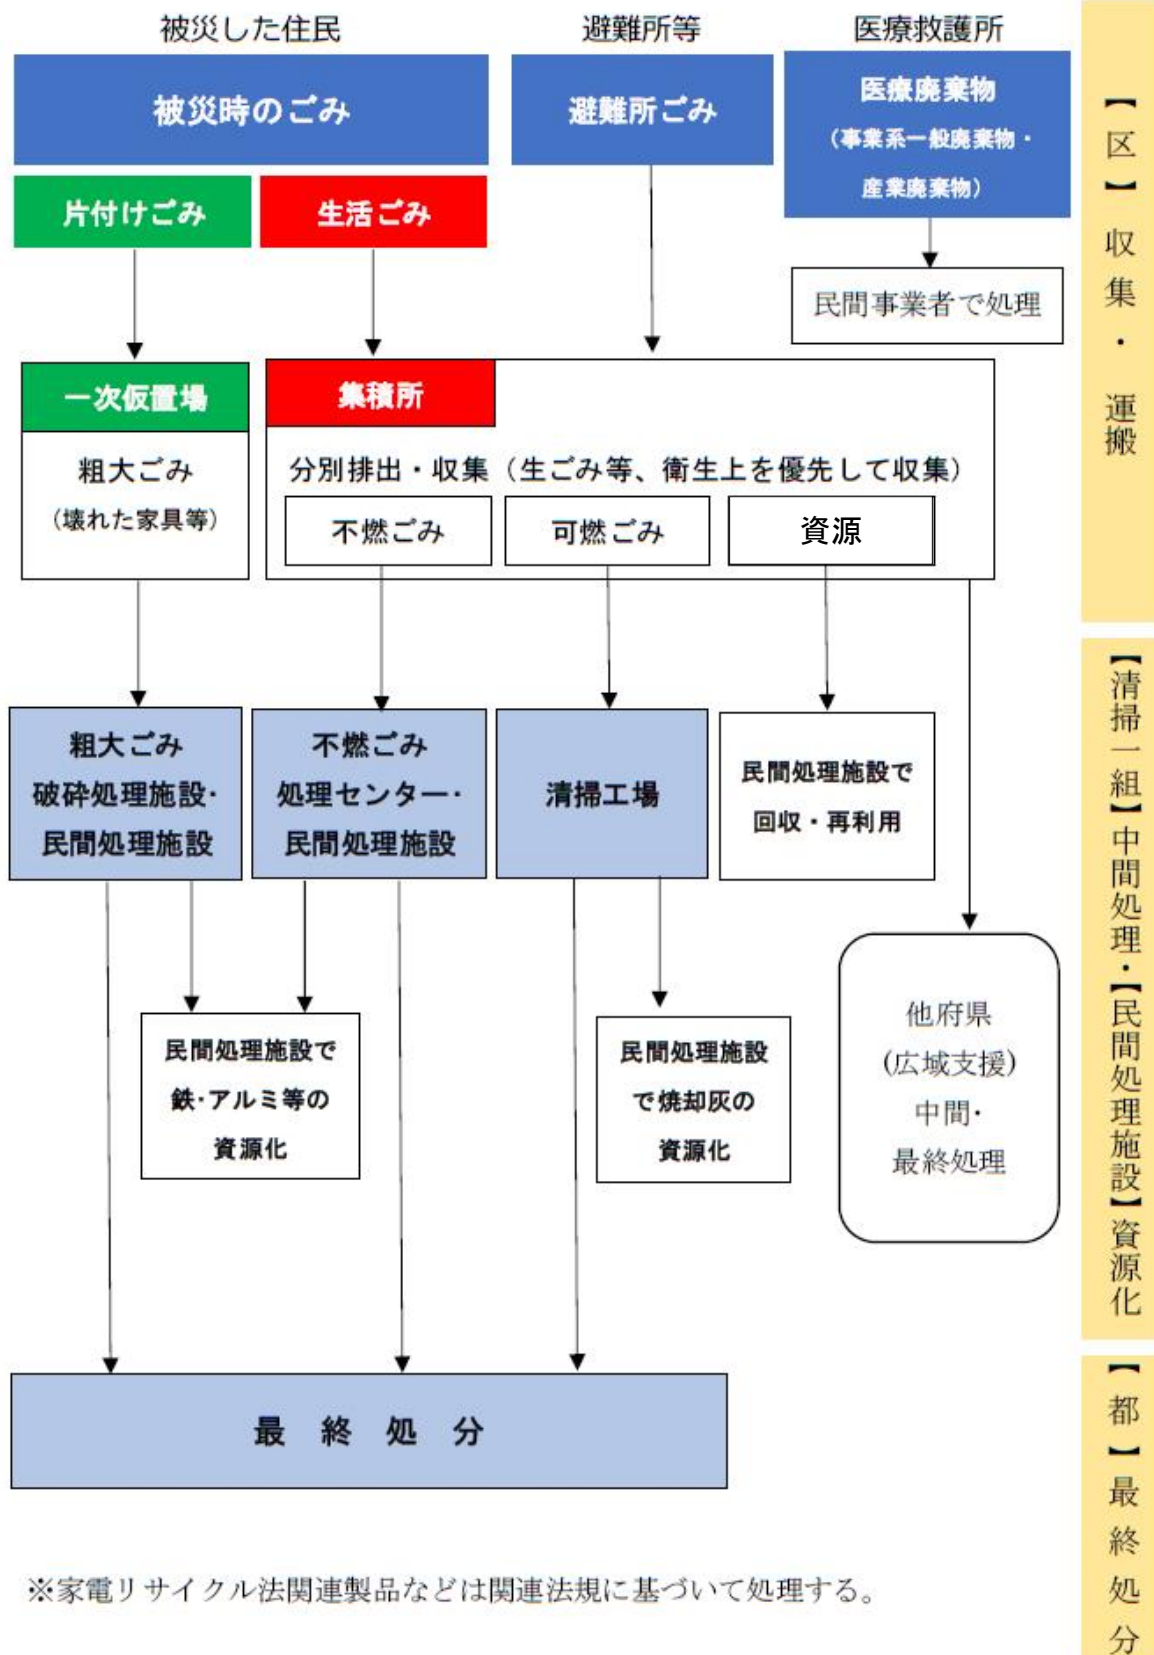 被災した住民
避難所等
医療救護所
被災時のごみ
避難所ごみ
医療廃棄物
（事業系一般廃棄物・
産業廃棄物）
片付けごみ
生活ごみ
民間事業者で処理
一次仮置場
粗大ごみ
（壊れた家具等）
集積所
分別排出・収集（生ごみ等、衛生上を優先して収集）
不燃ごみ
可燃ごみ
資源
粗大ごみ
破砕処理施設・
民間処理施設
不燃ごみ
処理センター・
民間処理施設
清掃工場
民間処理施設で
回収・再利用
民間処理施設で
鉄・アルミ等の
資源化
民間処理施設
で焼却灰の
資源化
他府県
(広域支援)
中間・
最終処理
最終処分
※家電リサイクル法関連製品などは関連法規に基づいて処理する。
【区】収集・運搬
【清掃一組】中間処理・【民間処理施設】資源化
【都】最終処分